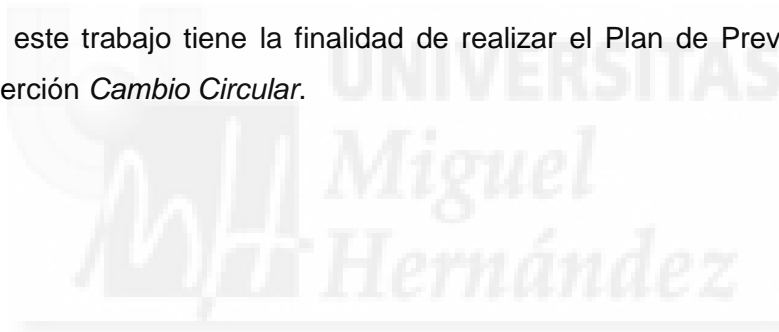 este trabajo tiene la finalidad de realizar el Plan de Prev
erción Cambio Circular.
UNIVERSITAS
Miguel
Hernández